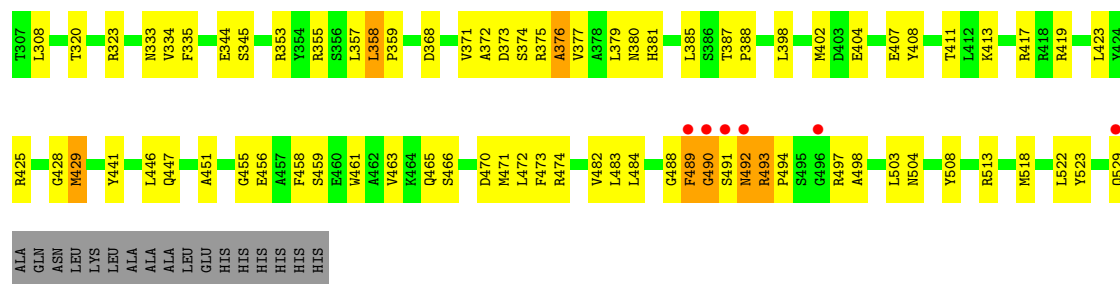 T307 L308 T320 R323 N333 V334 F335 E344 S345 R353 Y354 R355 S356 L357 L358 P359 D368 V371 A372 D373 S374 R375 A376 V377 A378 L379 N380 H381 L385 S386 T387 P388 L398 M402 D403 E404 E407 Y408 T411 L412 K413 R417 R418 R419 L423 Y424
R425 G428 M429 Y441 L446 Q447 A451 G455 E456 A457 F458 S459 E460 W461 A462 V463 K464 Q465 S466 D470 M471 L472 F473 R474 V482 L483 L484 G488 F489 G490 S491 N492 R493 P494 S495 G496 R497 A498 L503 N504 Y508 R513 M518 L522 Y523 Q529
ALA GLN ASN LEU LYS LEU ALA ALA ALA LEU GLU HIS HIS HIS HIS HIS HIS